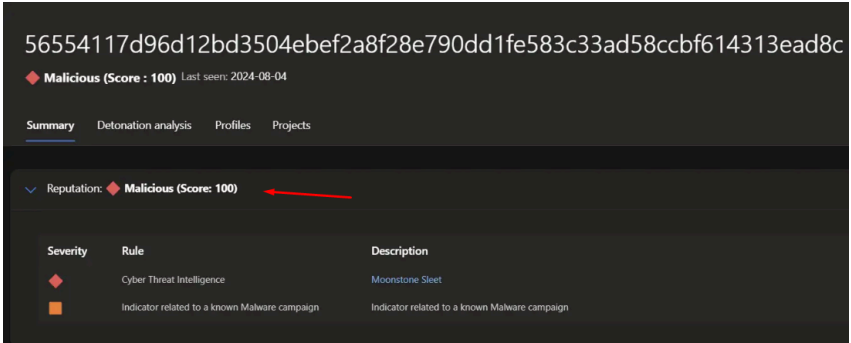 56554117d96d12bd3504ebef2a8f28e790dd1fe583c33ad58ccbf614313ead8c
Malicious (Score : 100) Last seen: 2024-08-04
Summary Detonation analysis Profiles Projects
Reputation: Malicious (Score: 100)
Severity Rule Description
Cyber Threat Intelligence Moonstone Sleet
Indicator related to a known Malware campaign Indicator related to a known Malware campaign